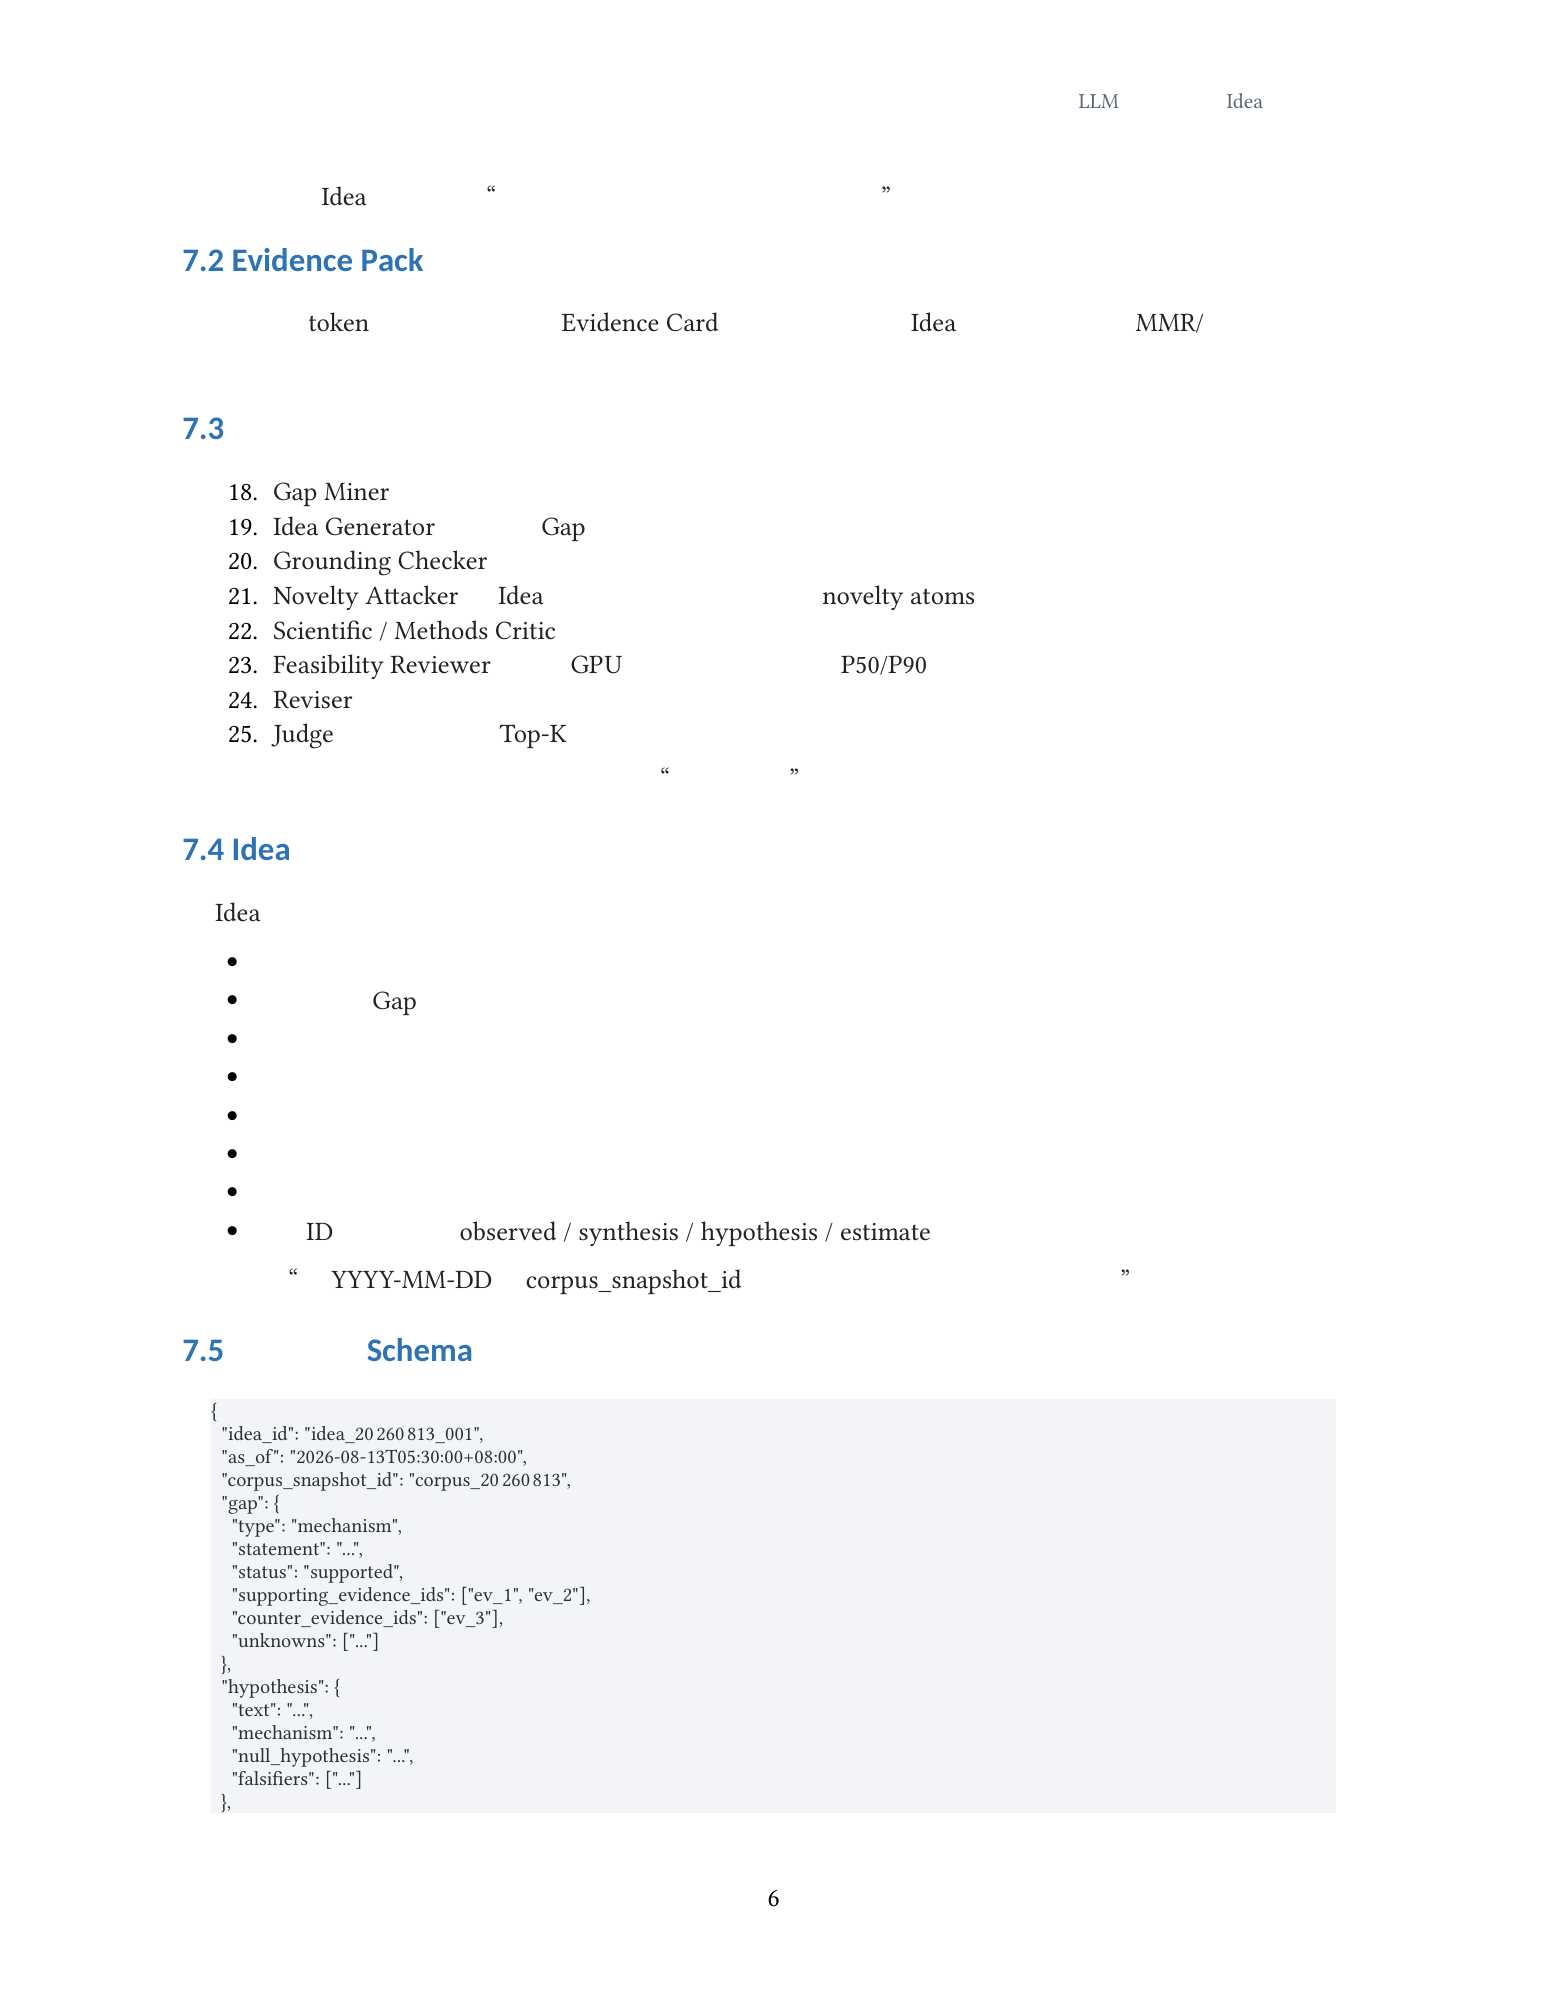 LLM Idea
Idea “ ”
7.2 Evidence Pack
token Evidence Card Idea MMR/
7.3
18. Gap Miner
19. Idea Generator Gap
20. Grounding Checker
21. Novelty Attacker Idea novelty atoms
22. Scientific / Methods Critic
23. Feasibility Reviewer GPU P50/P90
24. Reviser
25. Judge Top-K
“ ”
7.4 Idea
Idea
•
• Gap
•
•
•
•
•
• ID observed / synthesis / hypothesis / estimate
“ YYYY-MM-DD corpus_snapshot_id ”
7.5 Schema
{
"idea_id": "idea_20 260 813_001",
"as_of": "2026-08-13T05:30:00+08:00",
"corpus_snapshot_id": "corpus_20 260 813",
"gap": {
"type": "mechanism",
"statement": "...",
"status": "supported",
"supporting_evidence_ids": ["ev_1", "ev_2"],
"counter_evidence_ids": ["ev_3"],
"unknowns": ["..."]
},
"hypothesis": {
"text": "...",
"mechanism": "...",
"null_hypothesis": "...",
"falsifiers": ["..."]
},
6